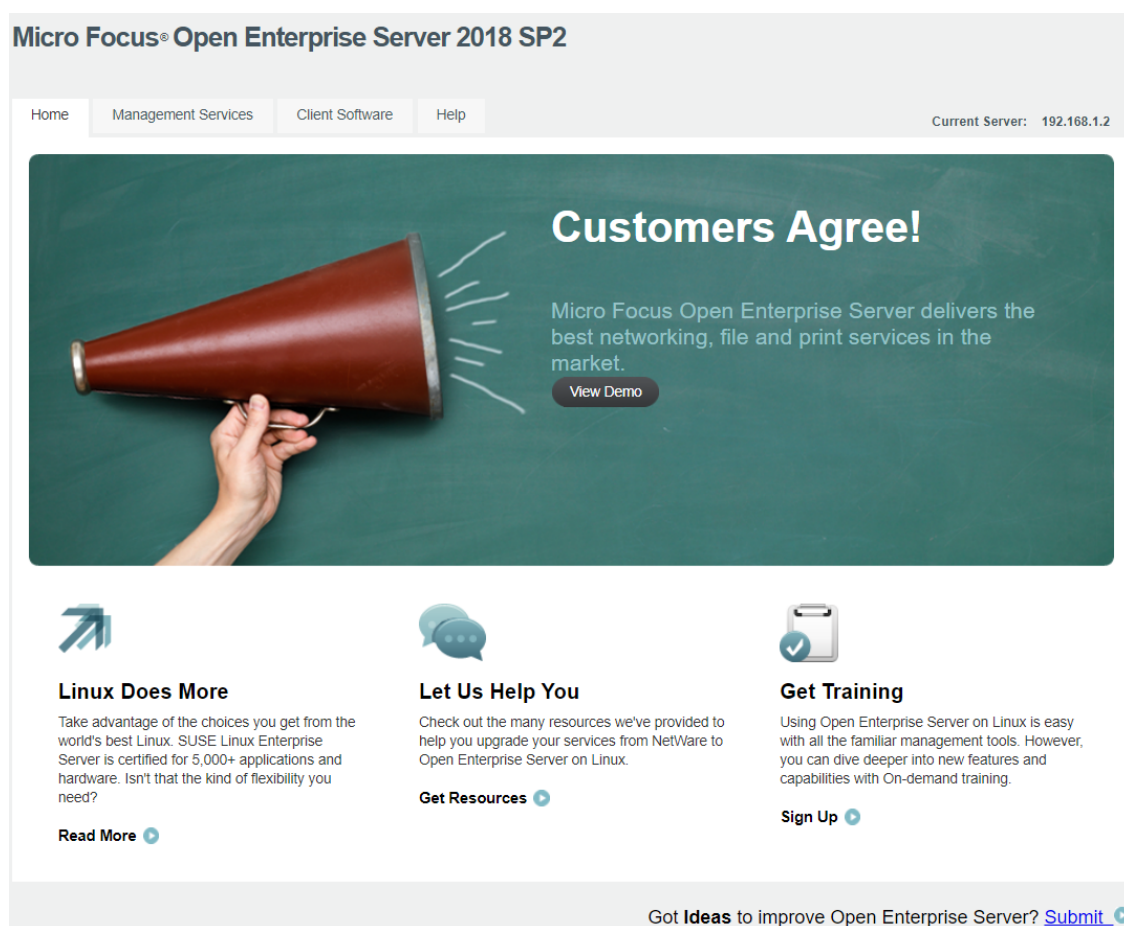 Micro Focus® Open Enterprise Server 2018 SP2
Home Management Services Client Software Help
Current Server: 192.168.1.2
Customers Agree!
Micro Focus Open Enterprise Server delivers the
best networking, file and print services in the
market.
View Demo
Linux Does More
Take advantage of the choices you get from the
world's best Linux. SUSE Linux Enterprise
Server is certified for 5,000+ applications and
hardware. Isn't that the kind of flexibility you
need?
Read More
Let Us Help You
Check out the many resources we've provided to
help you upgrade your services from NetWare to
Open Enterprise Server on Linux.
Get Resources
Get Training
Using Open Enterprise Server on Linux is easy
with all the familiar management tools. However,
you can dive deeper into new features and
capabilities with On-demand training.
Sign Up
Got Ideas to improve Open Enterprise Server? Submit